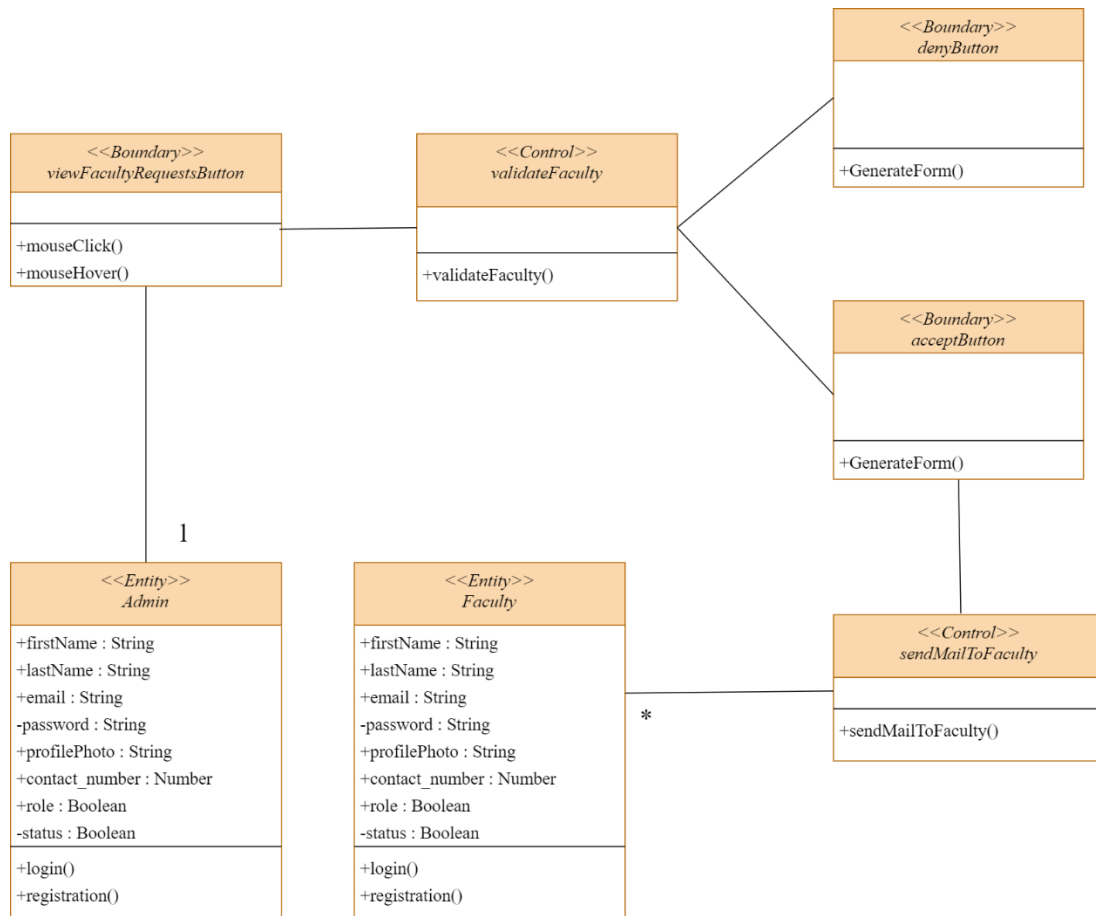 <<Boundary>>
denyButton
+GenerateForm()
<<Boundary>>
viewFacultyRequestsButton
+mouseClick()
+mouseHover()
<<Control>>
validateFaculty
+validateFaculty()
<<Boundary>>
acceptButton
+GenerateForm()
1
<<Entity>>
Admin
+firstName : String
+lastName : String
+email : String
-password : String
+profilePhoto : String
+contact_number : Number
+role : Boolean
-status : Boolean
+login()
+registration()
<<Entity>>
Faculty
+firstName : String
+lastName : String
+email : String
-password : String
+profilePhoto : String
+contact_number : Number
+role : Boolean
-status : Boolean
+login()
+registration()
*
<<Control>>
sendMailToFaculty
+sendMailToFaculty()